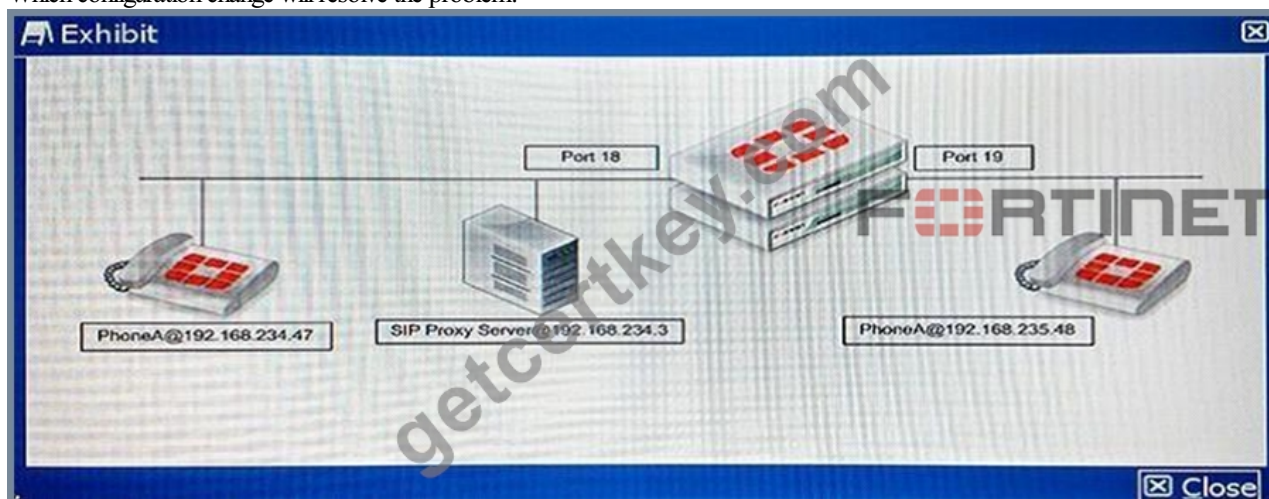 Which configuration change will resolve the problem?
Exhibit
Port 18
Port 19
FORTINET
PhoneA@192.168.234.47
SIP Proxy Server@192.168.234.3
PhoneA@192.168.235.48
getcertkey.com
Close